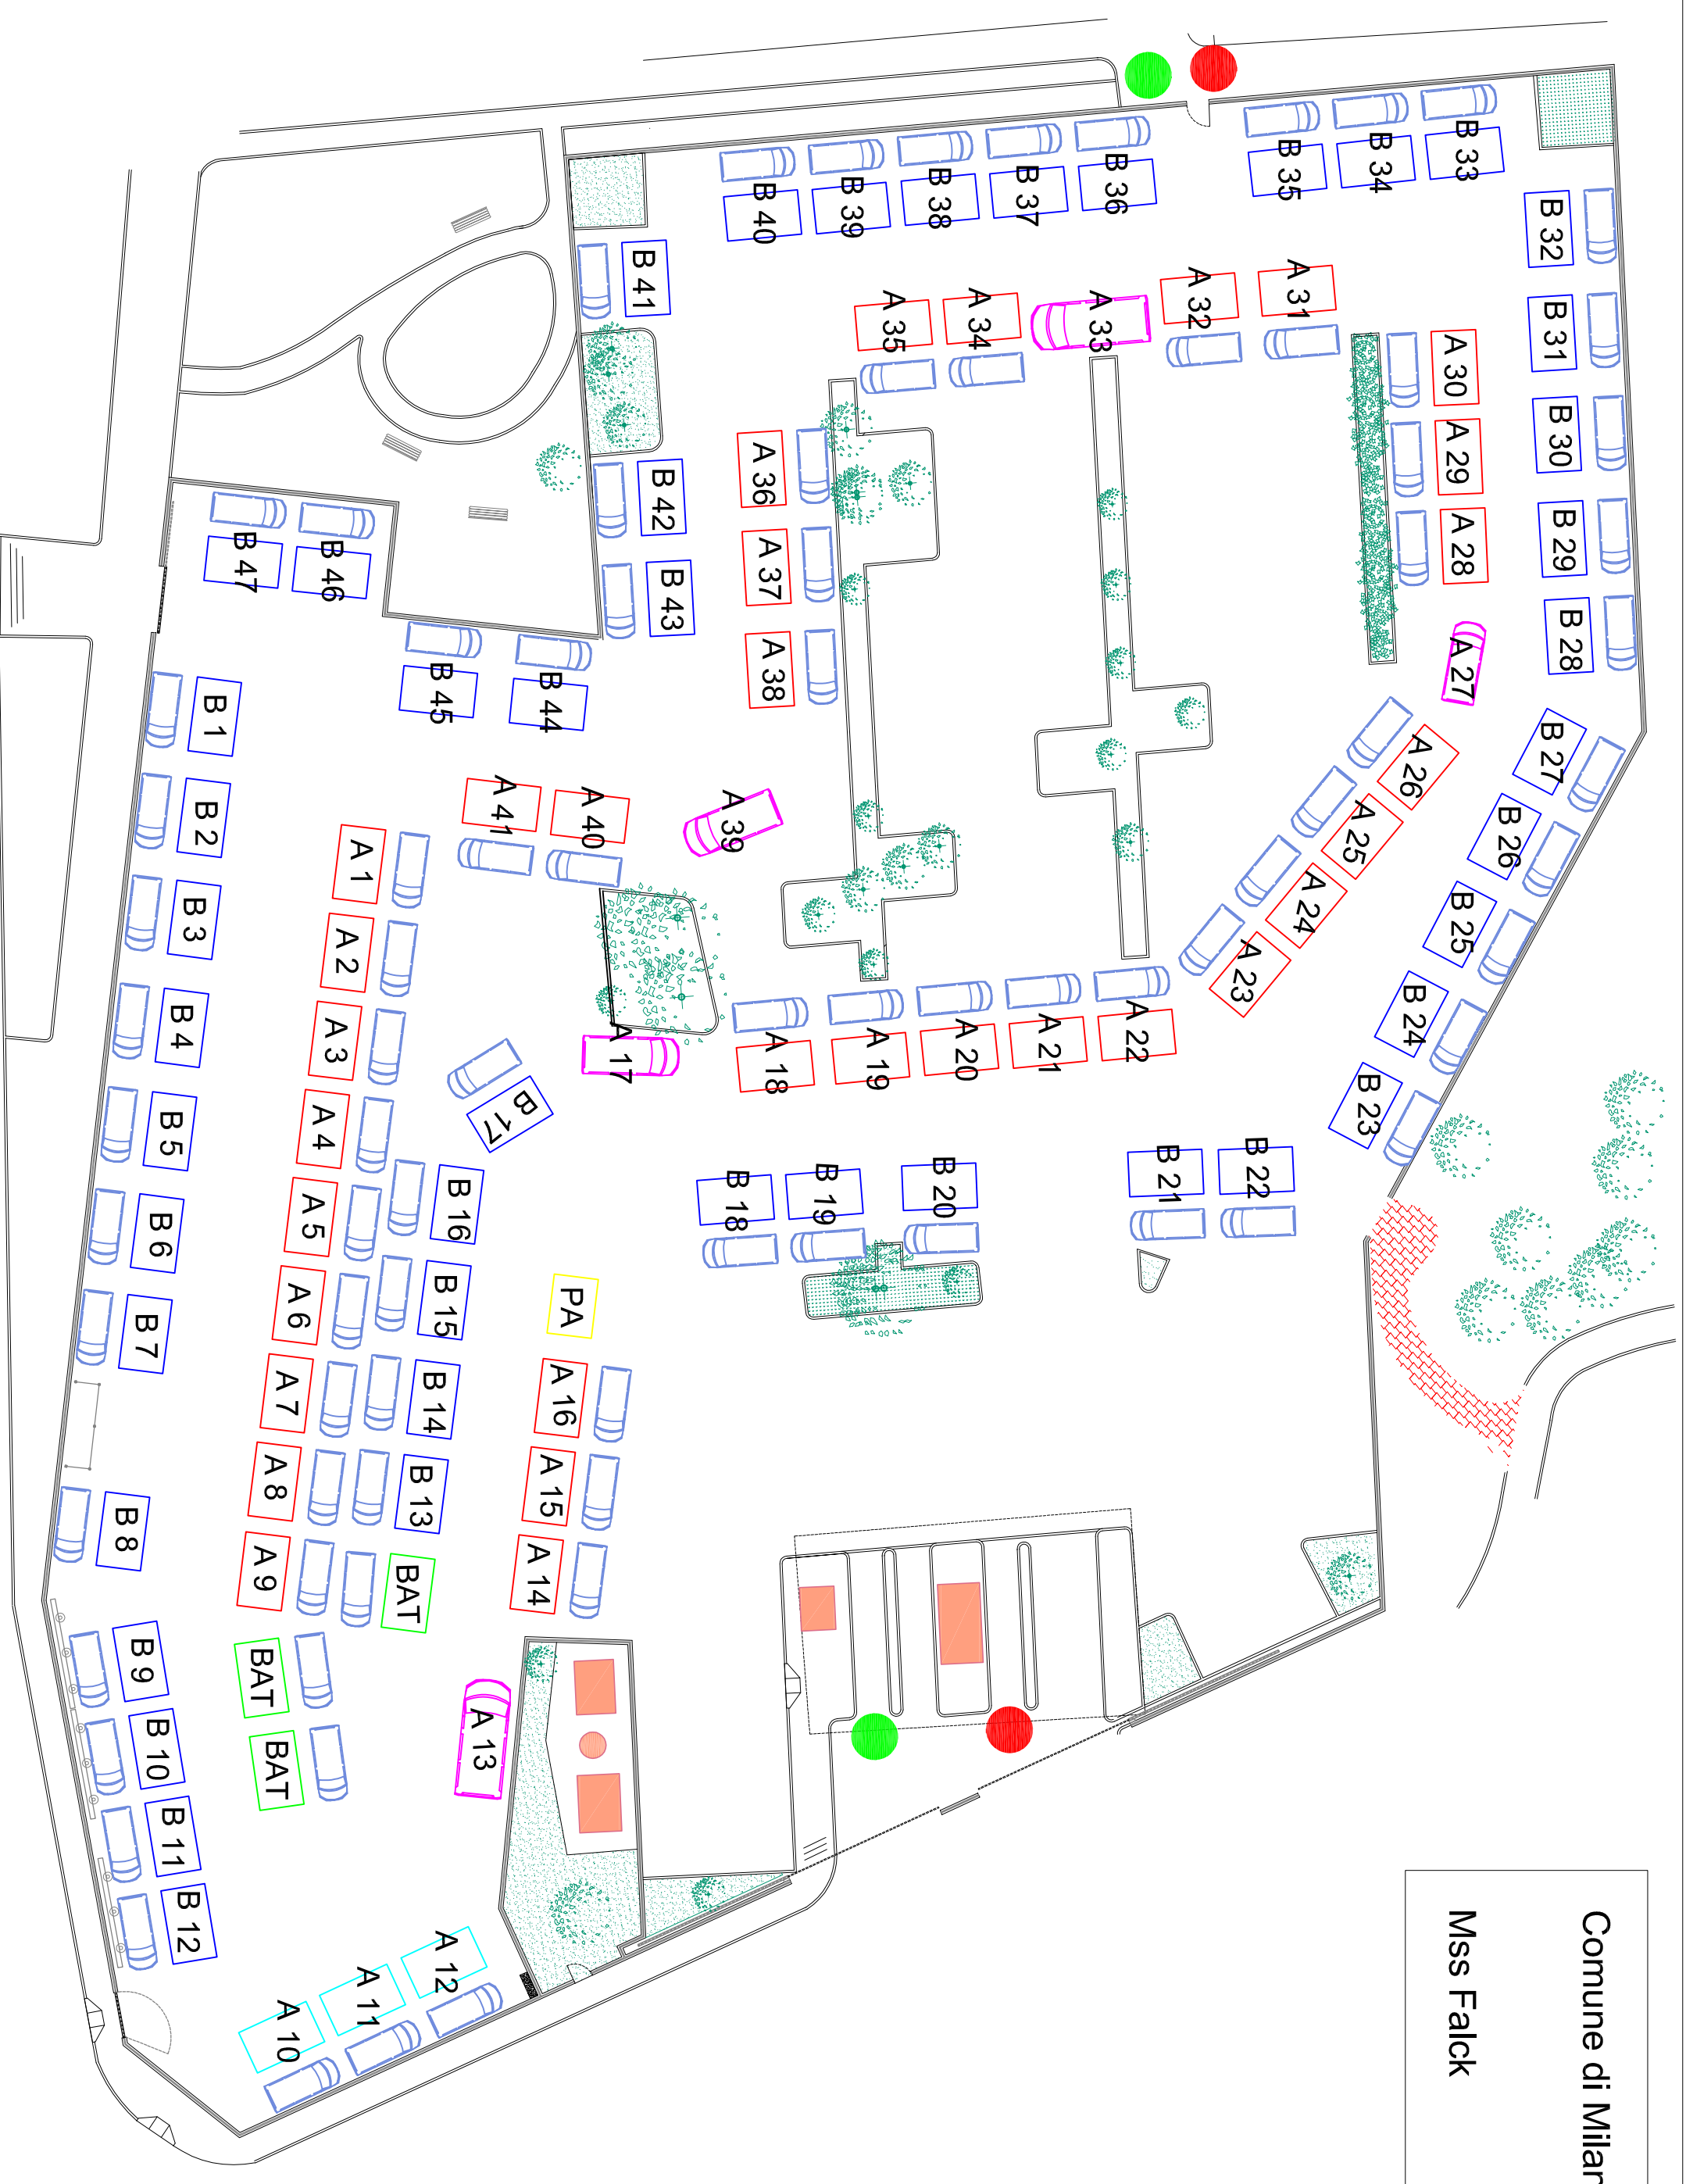 Comune di Milan
Mss Falck
B 33
B 34
B 35
B 36
B 37
B 38
B 39
B 40
B 32
B 31
B 30
B 29
B 28
B 27
B 26
B 25
B 24
B 23
B 22
B 21
B 20
B 19
B 18
B 17
B 41
B 42
B 43
B 44
B 45
B 46
B 47
A 31
A 32
A 33
A 34
A 35
A 30
A 29
A 28
A 27
A 26
A 25
A 24
A 23
A 22
A 21
A 20
A 19
A 18
A 17
A 36
A 37
A 38
A 39
A 40
A 41
B 1
B 2
B 3
B 4
B 5
B 6
B 7
B 8
B 9
B 10
B 11
B 12
A 1
A 2
A 3
A 4
A 5
A 6
A 7
A 8
A 9
BAT
BAT
B 16
B 15
B 14
B 13
BAT
PA
A 16
A 15
A 14
A 13
A 12
A 11
A 10